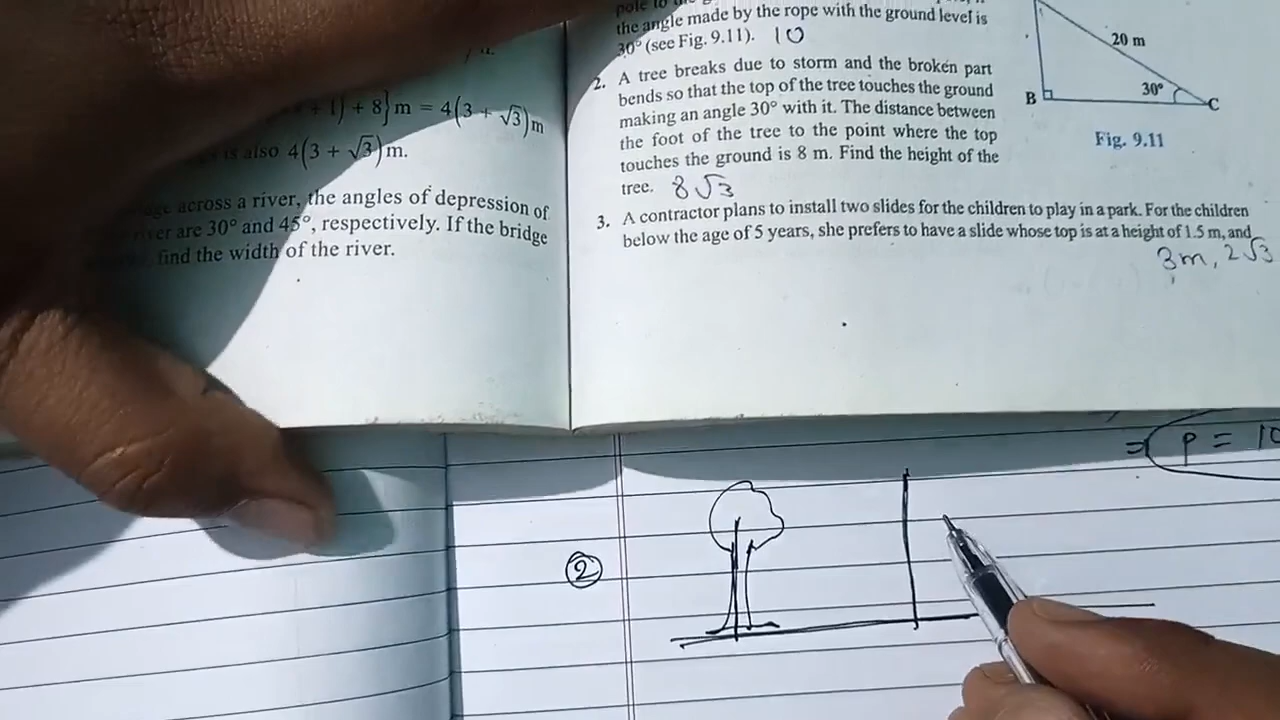 + 1) + 8} m = 4(3 + √3) m
is also 4(3 + √3) m.
across a river, the angles of depression of
river are 30° and 45°, respectively. If the bridge
find the width of the river.
pole to
the angle made by the rope with the ground level is
30° (see Fig. 9.11). 10
2. A tree breaks due to storm and the broken part
bends so that the top of the tree touches the ground
making an angle 30° with it. The distance between
the foot of the tree to the point where the top
touches the ground is 8 m. Find the height of the
tree. 8√3
20 m
30°
B
C
Fig. 9.11
3. A contractor plans to install two slides for the children to play in a park. For the children
below the age of 5 years, she prefers to have a slide whose top is at a height of 1.5 m, and
3m, 2√3
⇒ P = 10
②